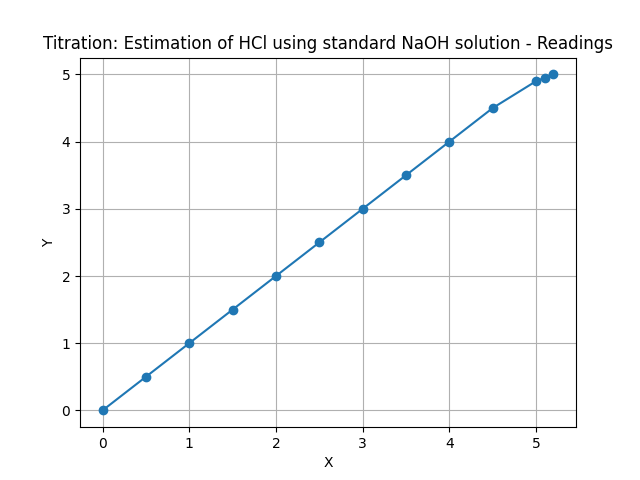 Titration: Estimation of HCl using standard NaOH solution - Readings
5
4
3
2
1
0
Y
0 1 2 3 4 5
X